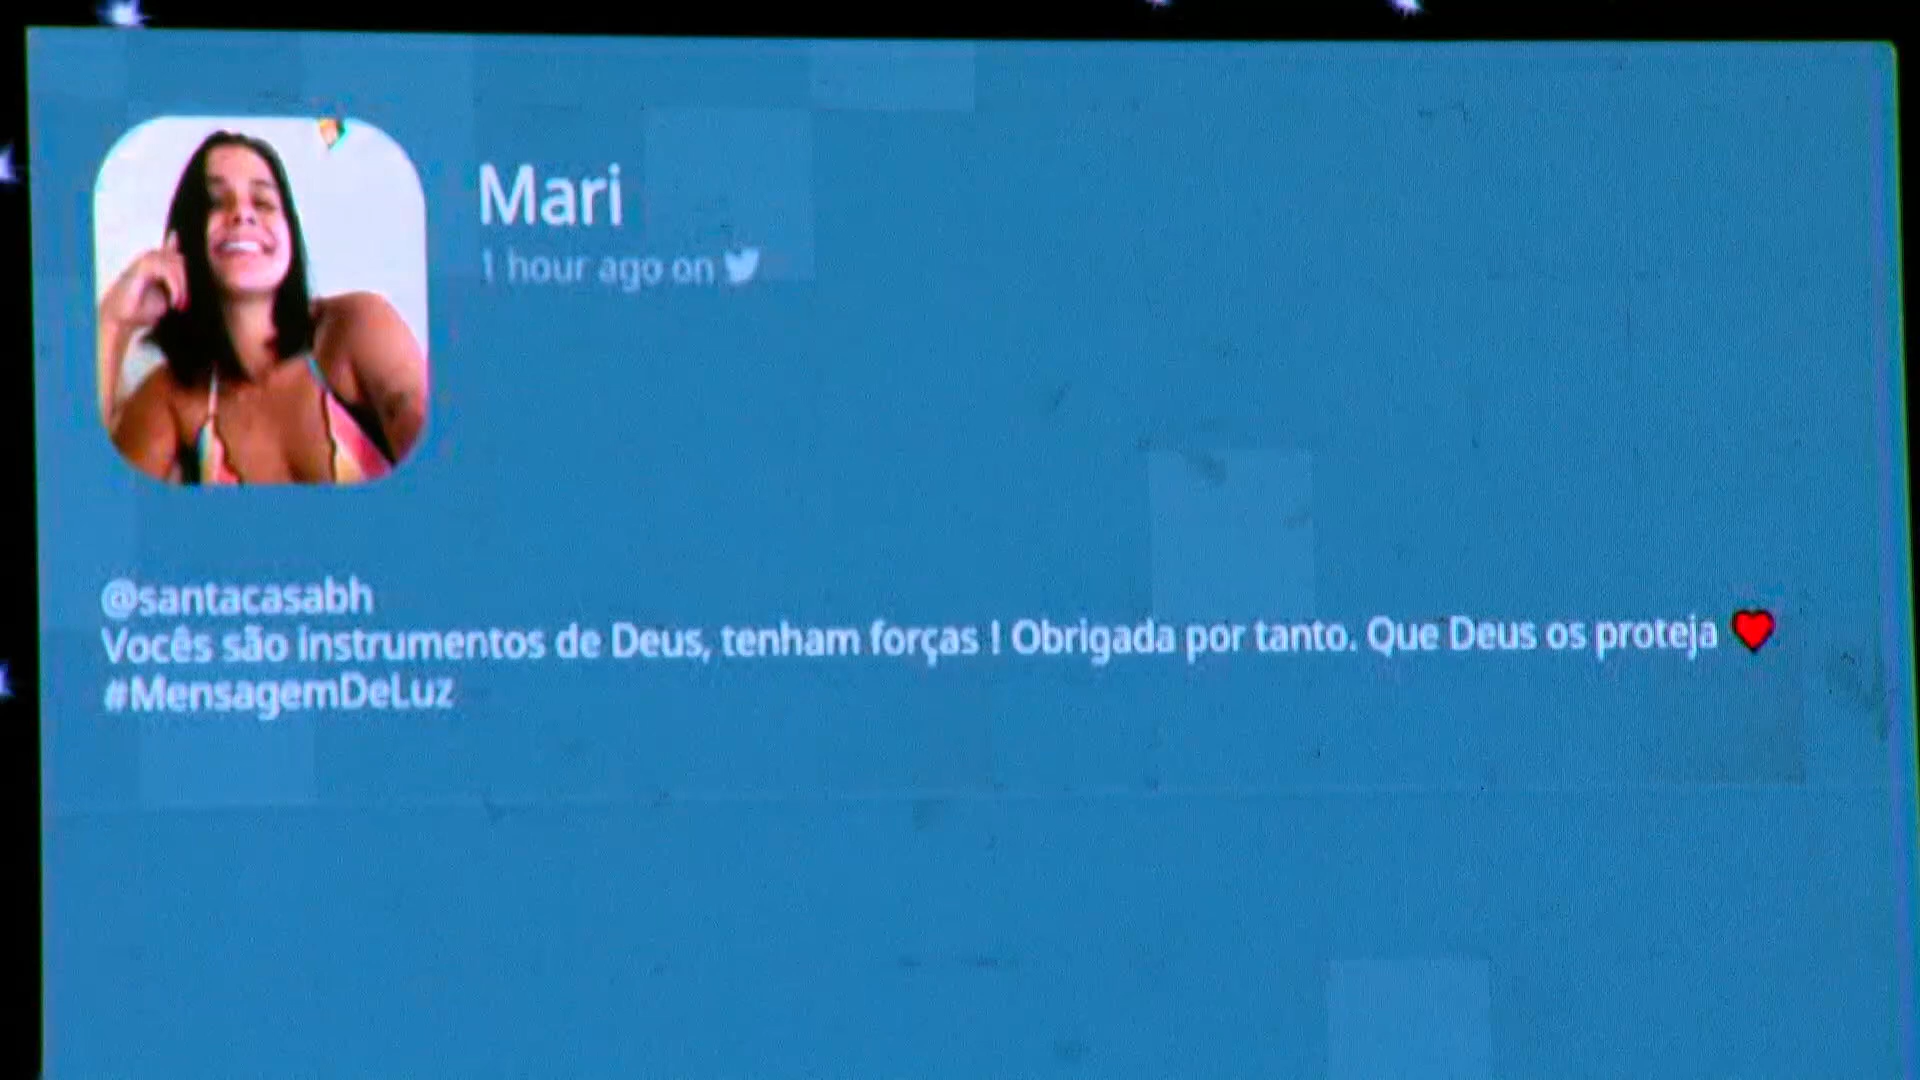 Mari
1 hour ago on
@santacasabh
Vocês são instrumentos de Deus, tenham forças ! Obrigada por tanto. Que Deus os proteja ❤
#MensagemDeLuz